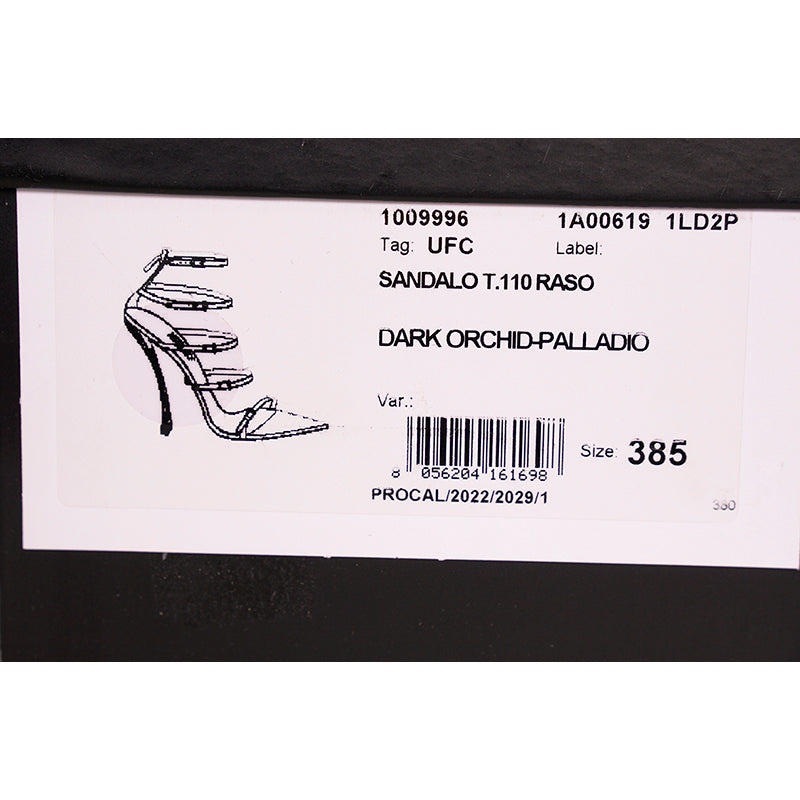 1009996 1A00619 1LD2P
Tag: UFC Label:
SANDALO T.110 RASO
DARK ORCHID-PALLADIO
Var.:
8 056204 161698
Size: 385
PROCAL/2022/2029/1
380